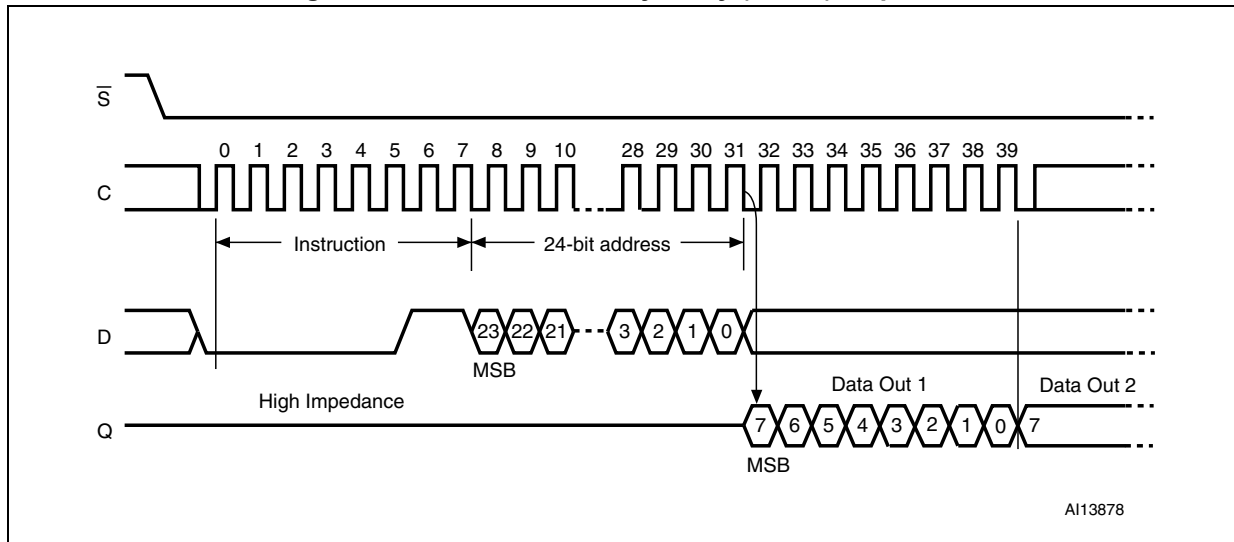 S
0 1 2 3 4 5 6 7 8 9 10 28 29 30 31 32 33 34 35 36 37 38 39
C
Instruction 24-bit address
D 23 22 21 3 2 1 0
MSB
Data Out 1 Data Out 2
High Impedance
Q 7 6 5 4 3 2 1 0 7
MSB
AI13878